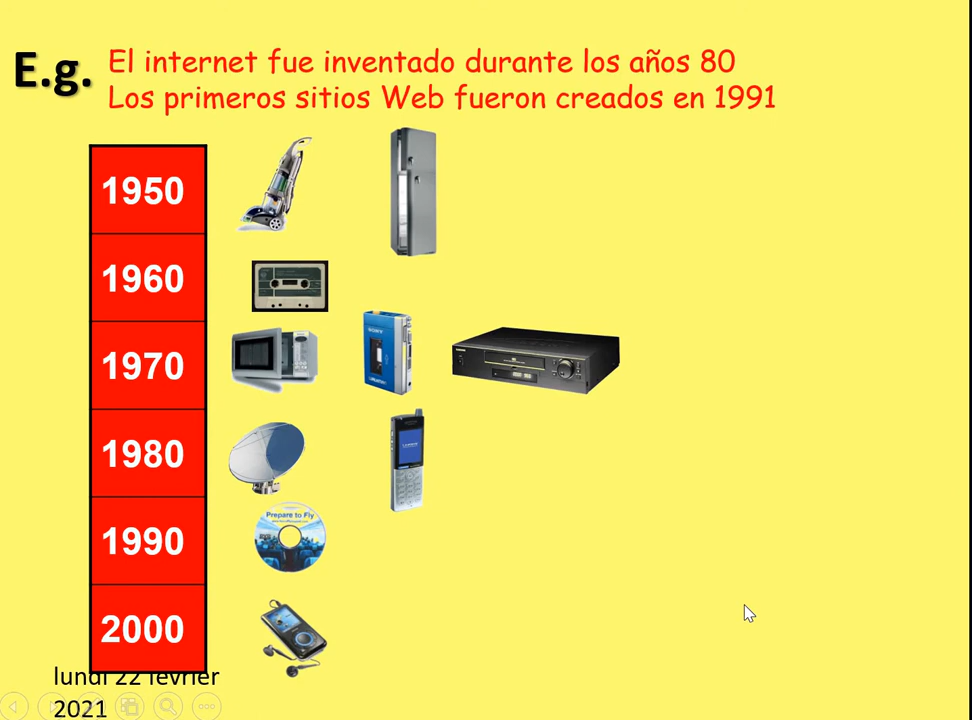 E.g.
El internet fue inventado durante los años 80
Los primeros sitios Web fueron creados en 1991
1950
1960
1970
1980
1990
2000
Prepare to Fly
lundi 22 février
2021